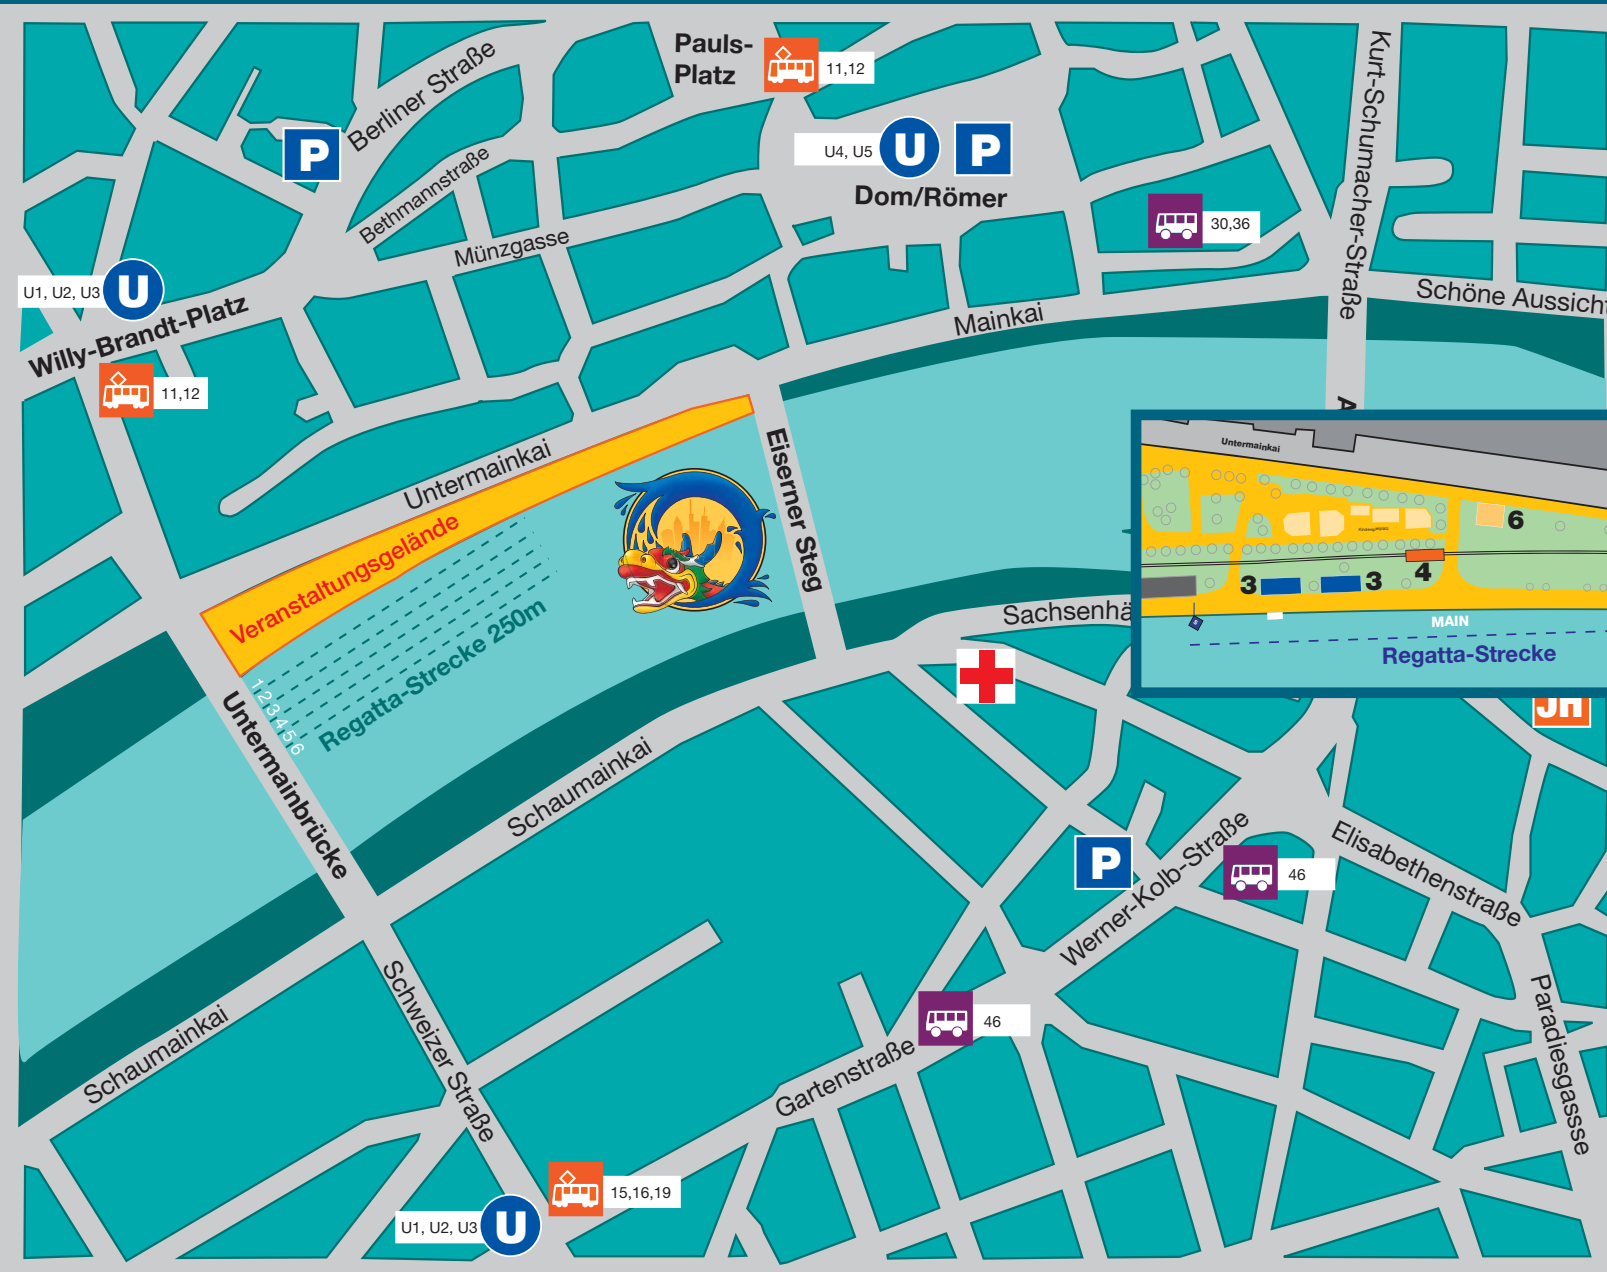 Pauls-
Platz
11,12
Kurt-Schumacher-Straße
Berliner Straße
P
U4, U5
U
P
Dom/Römer
Bethmannstraße
30,36
Münzgasse
U1, U2, U3
U
Willy-Brandt-Platz
11,12
Schöne Aussicht
Mainkai
A
Untermainkai
Eiserner Steg
Veranstaltungsgelände
Regatta-Strecke 250m
1
2
3
4
5
6
Untermainbrücke
Untermainkai
6
3
3
4
MAIN
Regatta-Strecke
Sachsenhä
JH
Schaumainkai
P
Werner-Kolb-Straße
46
Elisabethenstraße
Schaumainkai
Schweizer Straße
46
Gartenstraße
Paradiesgassse
15,16,19
U1, U2, U3
U